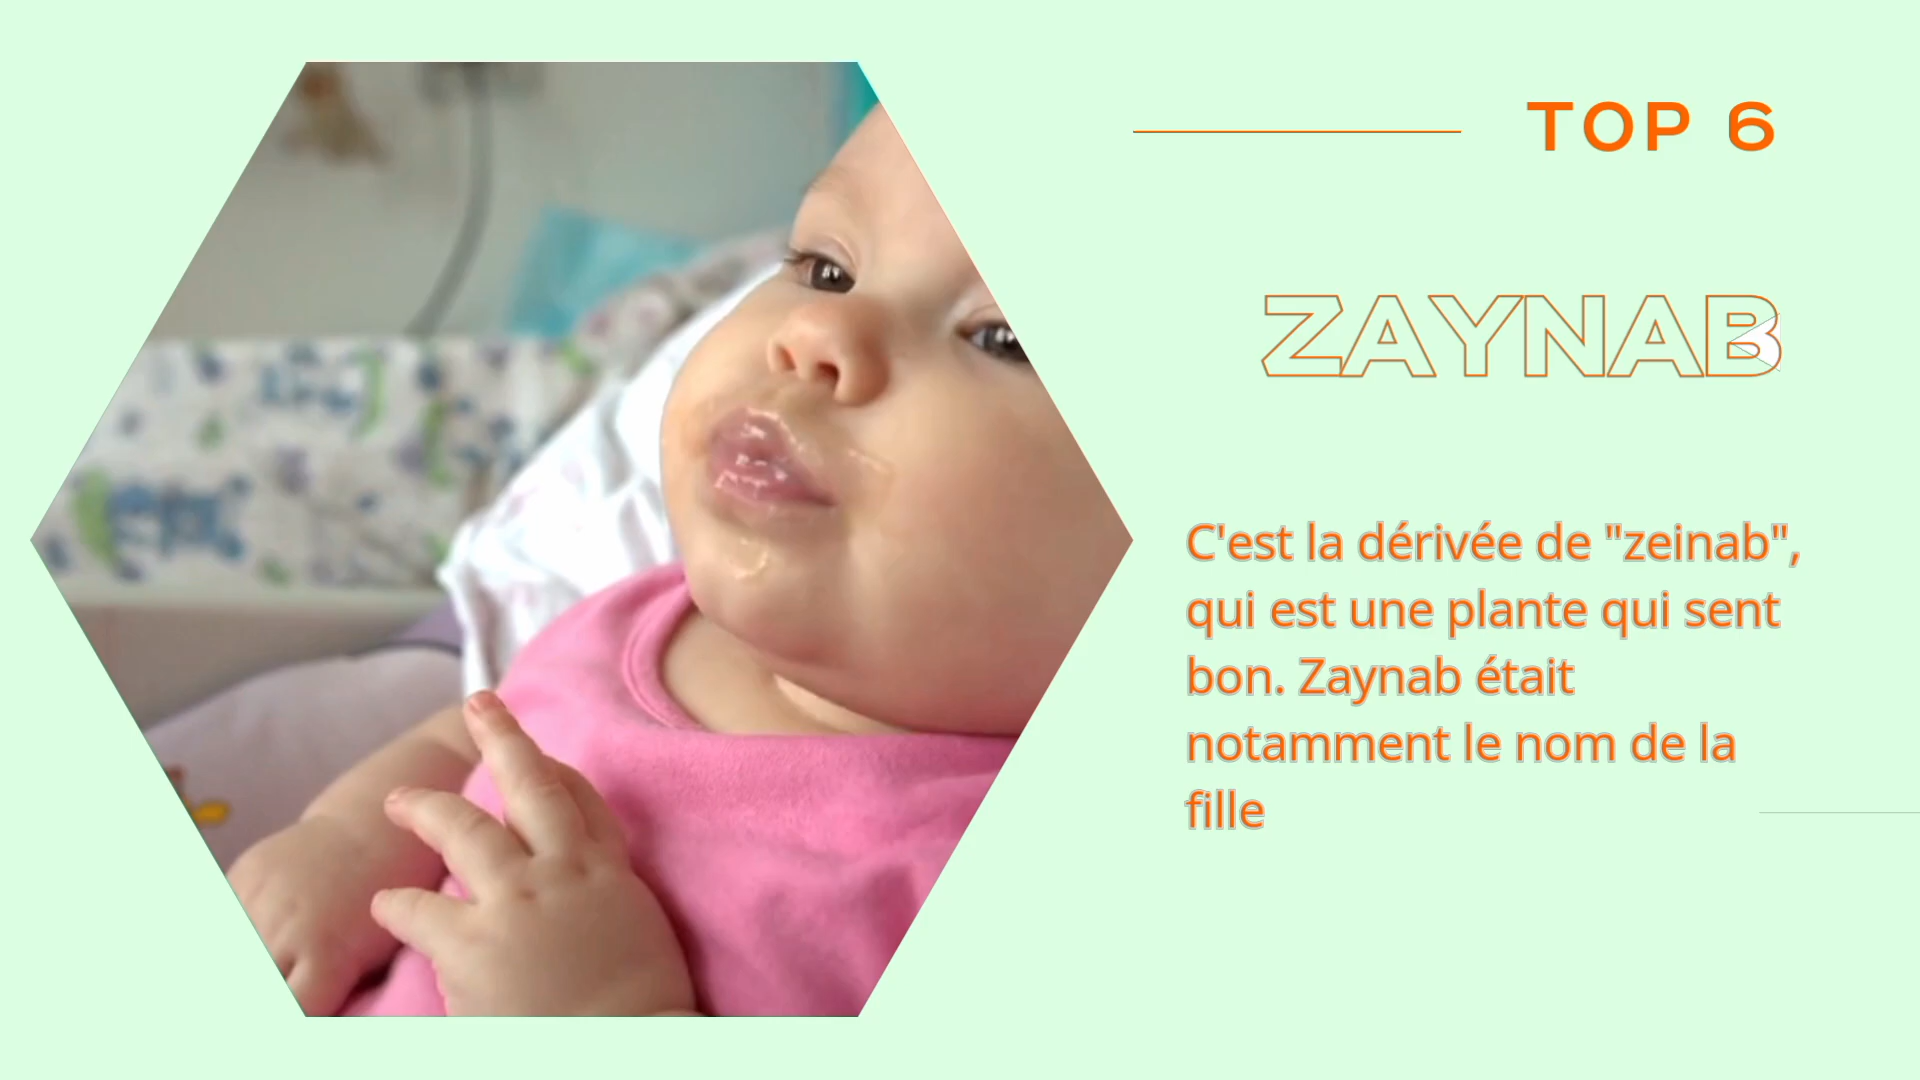 TOP 6
ZAYNAB
C'est la dérivée de "zeinab",
qui est une plante qui sent
bon. Zaynab était
notamment le nom de la
fille